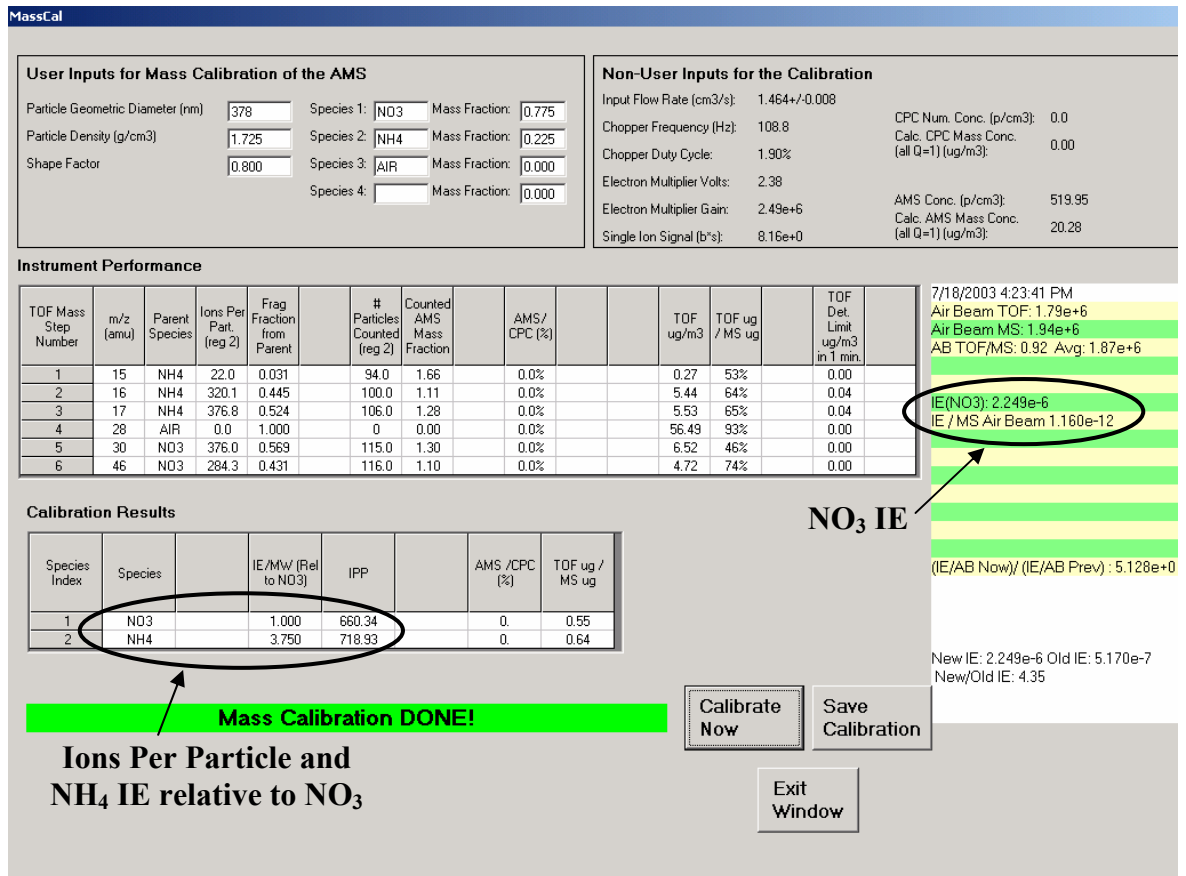 MassCal
User Inputs for Mass Calibration of the AMS
Particle Geometric Diameter (nm) 378 Species 1: NO3 Mass Fraction: 0.775
Particle Density (g/cm3) 1.725 Species 2: NH4 Mass Fraction: 0.225
Shape Factor 0.800 Species 3: AIR Mass Fraction: 0.000
Species 4: Mass Fraction: 0.000
Non-User Inputs for the Calibration
Input Flow Rate (cm3/s): 1.464+/-0.008
Chopper Frequency (Hz): 108.8
Chopper Duty Cycle: 1.90%
Electron Multiplier Volts: 2.38
Electron Multiplier Gain: 2.49e+6
Single Ion Signal (b*s): 8.16e+0
CPC Num. Conc. (p/cm3): 0.0
Calc. CPC Mass Conc.
(all Q=1) (ug/m3): 0.00
AMS Conc. (p/cm3): 519.95
Calc. AMS Mass Conc.
(all Q=1) (ug/m3): 20.28
Instrument Performance
TOF Mass Step Number m/z (amu) Parent Species Ions Per Part. (reg 2) Frag Fraction from Parent # Particles Counted (reg 2) Counted AMS Mass Fraction AMS/ CPC (%) TOF ug/m3 TOF ug / MS ug TOF Det. Limit ug/m3 in 1 min.
1 15 NH4 22.0 0.031 94.0 1.66 0.0% 0.27 53% 0.00
2 16 NH4 320.1 0.445 100.0 1.11 0.0% 5.44 64% 0.04
3 17 NH4 376.8 0.524 106.0 1.28 0.0% 5.53 65% 0.04
4 28 AIR 0.0 1.000 0 0.00 0.0% 56.49 93% 0.00
5 30 NO3 376.0 0.569 115.0 1.30 0.0% 6.52 46% 0.00
6 46 NO3 284.3 0.431 116.0 1.10 0.0% 4.72 74% 0.00
7/18/2003 4:23:41 PM
Air Beam TOF: 1.79e+6
Air Beam MS: 1.94e+6
AB TOF/MS: 0.92 Avg: 1.87e+6
IE(NO3): 2.249e-6
IE / MS Air Beam 1.160e-12
NO₃ IE
(IE/AB Now)/ (IE/AB Prev) : 5.128e+0
New IE: 2.249e-6 Old IE: 5.170e-7
New/Old IE: 4.35
Calibration Results
Species Index Species IE/MW (Rel to NO3) IPP AMS /CPC (%) TOF ug / MS ug
1 NO3 1.000 660.34 0. 0.55
2 NH4 3.750 718.93 0. 0.64
Mass Calibration DONE!
Calibrate
Now
Save
Calibration
Exit
Window
Ions Per Particle and
NH₄ IE relative to NO₃